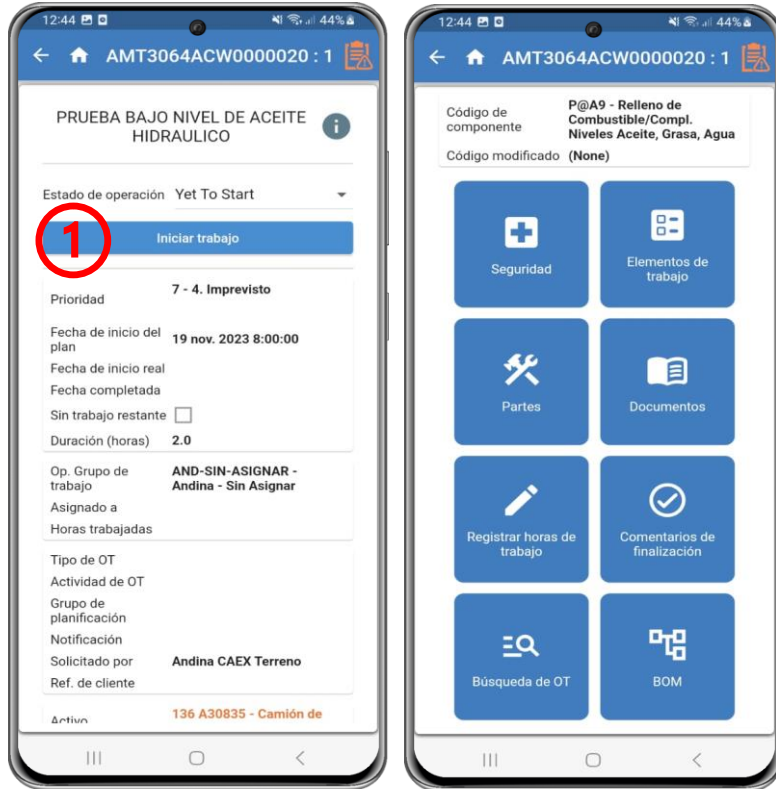 12:44 44%
AMT3064ACW0000020 : 1
PRUEBA BAJO NIVEL DE ACEITE
HIDRAULICO
Estado de operación Yet To Start
1
Iniciar trabajo
Prioridad 7 - 4. Imprevisto
Fecha de inicio del
plan 19 nov. 2023 8:00:00
Fecha de inicio real
Fecha completada
Sin trabajo restante
Duración (horas) 2.0
Op. Grupo de
trabajo AND-SIN-ASIGNAR -
Andina - Sin Asignar
Asignado a
Horas trabajadas
Tipo de OT
Actividad de OT
Grupo de
planificación
Notificación
Solicitado por Andina CAEX Terreno
Ref. de cliente
Activo 136 A30835 - Camión de
12:44 44%
AMT3064ACW0000020 : 1
Código de
componente P@A9 - Relleno de
Combustible/Compl.
Niveles Aceite, Grasa, Agua
Código modificado (None)
Seguridad
Elementos de
trabajo
Partes
Documentos
Registrar horas de
trabajo
Comentarios de
finalización
Búsqueda de OT
BOM